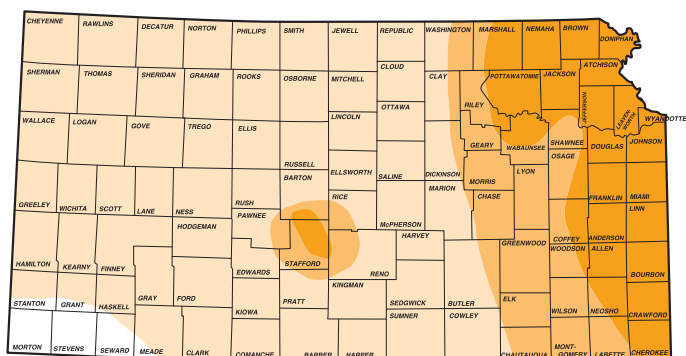 CHEYENNE
RAWLINS
DECATUR
NORTON
PHILLIPS
SMITH
JEWELL
REPUBLIC
WASHINGTON
MARSHALL
NEMAHA
BROWN
DONIPHAN
SHERMAN
THOMAS
SHERIDAN
GRAHAM
ROOKS
OSBORNE
MITCHELL
CLOUD
CLAY
POTTAWATOMIE
JACKSON
ATCHISON
WALLACE
LOGAN
GOVE
TREGO
ELLIS
RUSSELL
LINCOLN
OTTAWA
RILEY
JEFFERSON
LEAVEN-
WORTH
WYANDOTTE
GEARY
WABAUNSEE
SHAWNEE
DOUGLAS
JOHNSON
GREELEY
WICHITA
SCOTT
LANE
NESS
RUSH
BARTON
ELLSWORTH
SALINE
DICKINSON
MORRIS
LYON
OSAGE
FRANKLIN
MIAMI
PAWNEE
RICE
McPHERSON
MARION
CHASE
LINN
HAMILTON
KEARNY
FINNEY
HODGEMAN
EDWARDS
STAFFORD
RENO
HARVEY
GREENWOOD
COFFEY
ANDERSON
WOODSON
ALLEN
BOURBON
STANTON
GRANT
HASKELL
GRAY
FORD
KIOWA
PRATT
KINGMAN
SEDGWICK
BUTLER
ELK
WILSON
NEOSHO
CRAWFORD
MORTON
STEVENS
SEWARD
MEADE
CLARK
COMANCHE
BARBER
HARPER
SUMNER
COWLEY
CHAUTAUQUA
MONT-
GOMERY
LABETTE
CHEROKEE